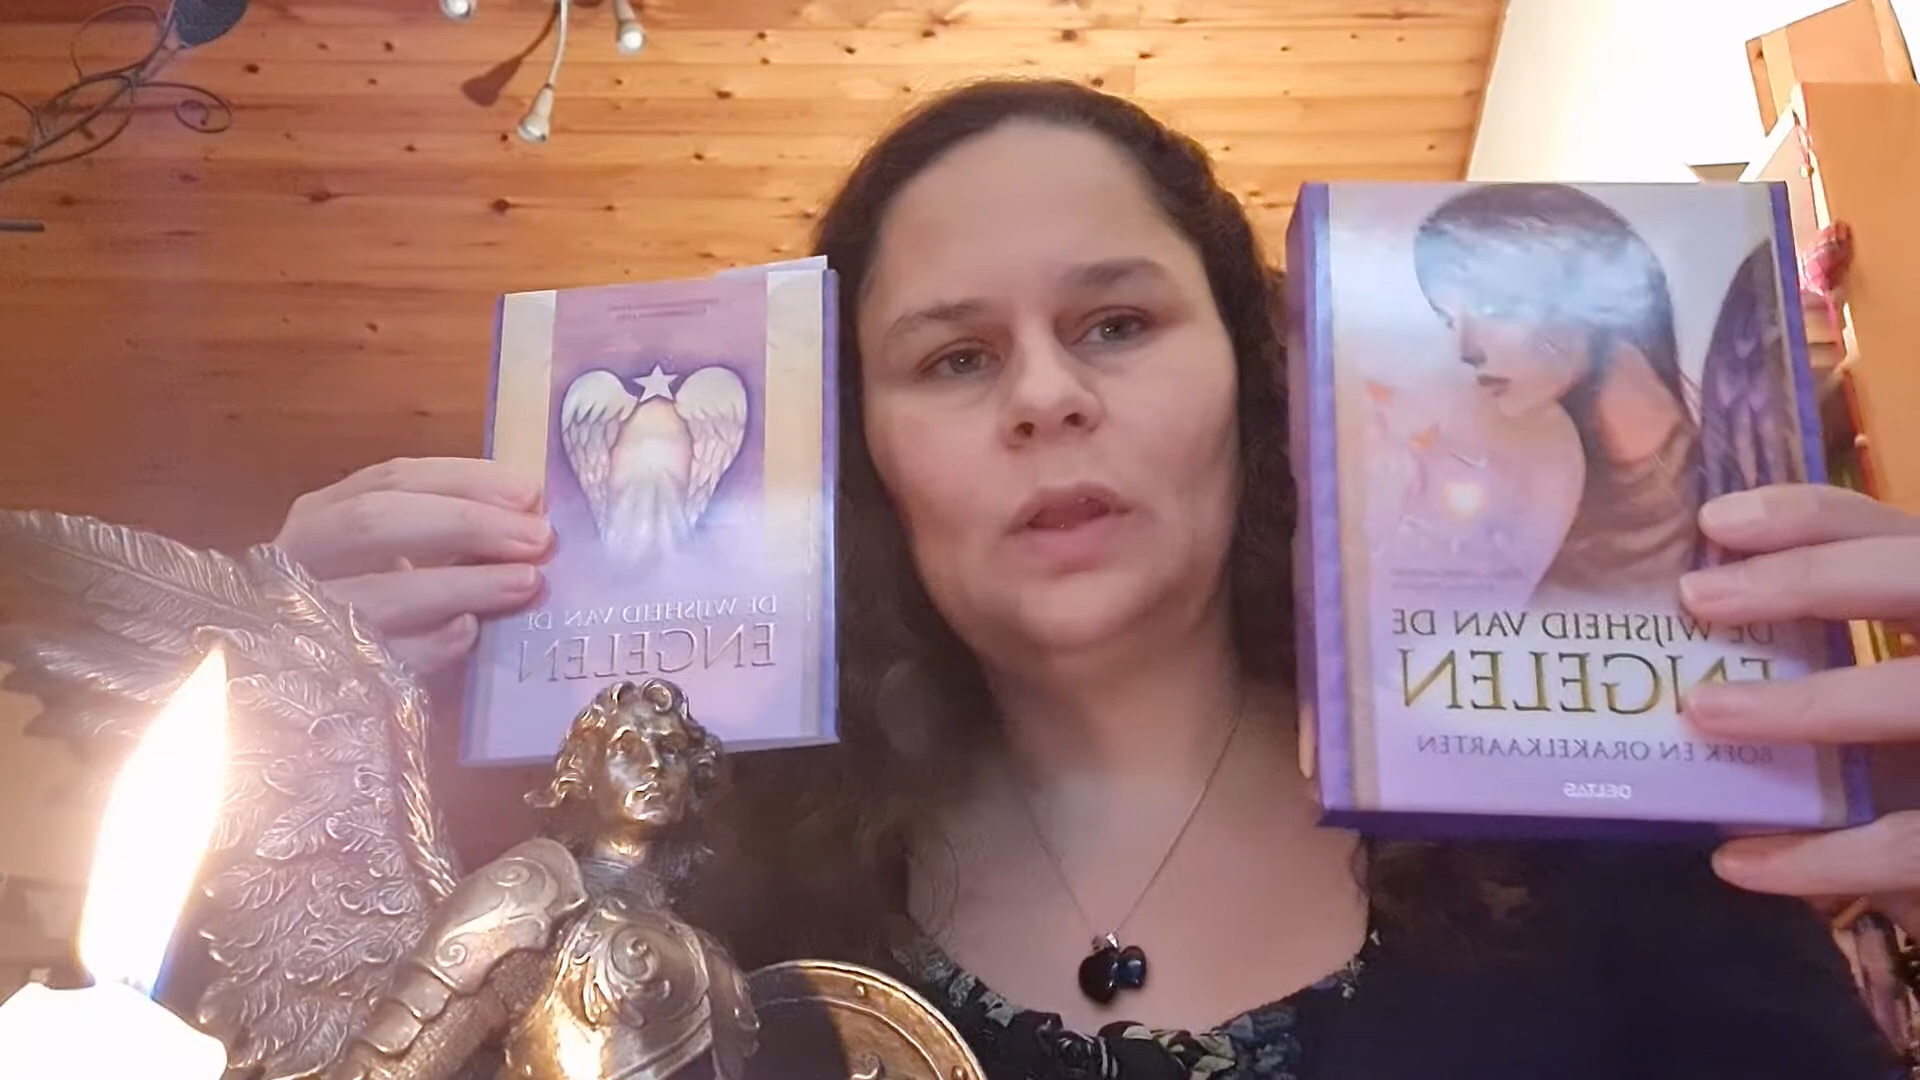 DE WIJSHEID VAN DE
ENGELEN
DE WIJSHEID VAN DE
ENGELEN
BOEK EN ORAKELKAARTEN
DELTAS